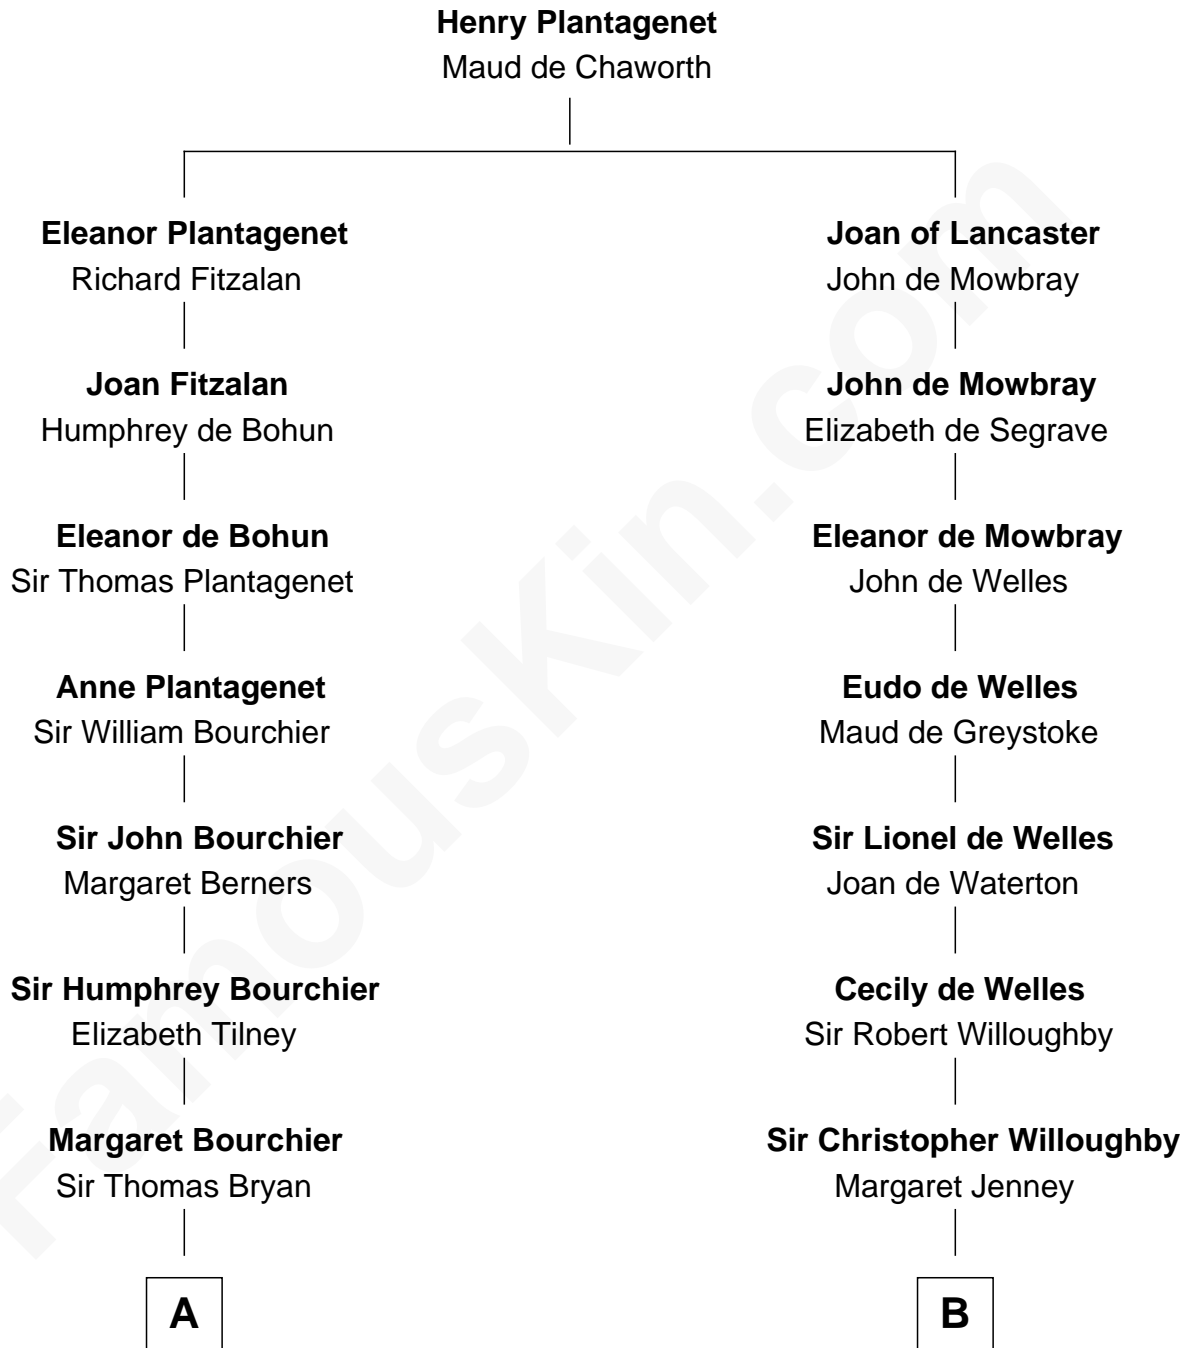 Henry Plantagenet
Maud de Chaworth
Eleanor Plantagenet
Richard Fitzalan
Joan of Lancaster
John de Mowbray
Joan Fitzalan
Humphrey de Bohun
John de Mowbray
Elizabeth de Segrave
Eleanor de Bohun
Sir Thomas Plantagenet
Eleanor de Mowbray
John de Welles
Anne Plantagenet
Sir William Bourchier
Eudo de Welles
Maud de Greystoke
Sir John Bourchier
Margaret Berners
Sir Lionel de Welles
Joan de Waterton
Sir Humphrey Bourchier
Elizabeth Tilney
Cecily de Welles
Sir Robert Willoughby
Margaret Bourchier
Sir Thomas Bryan
Sir Christopher Willoughby
Margaret Jenney
A
B
FamousKin.com